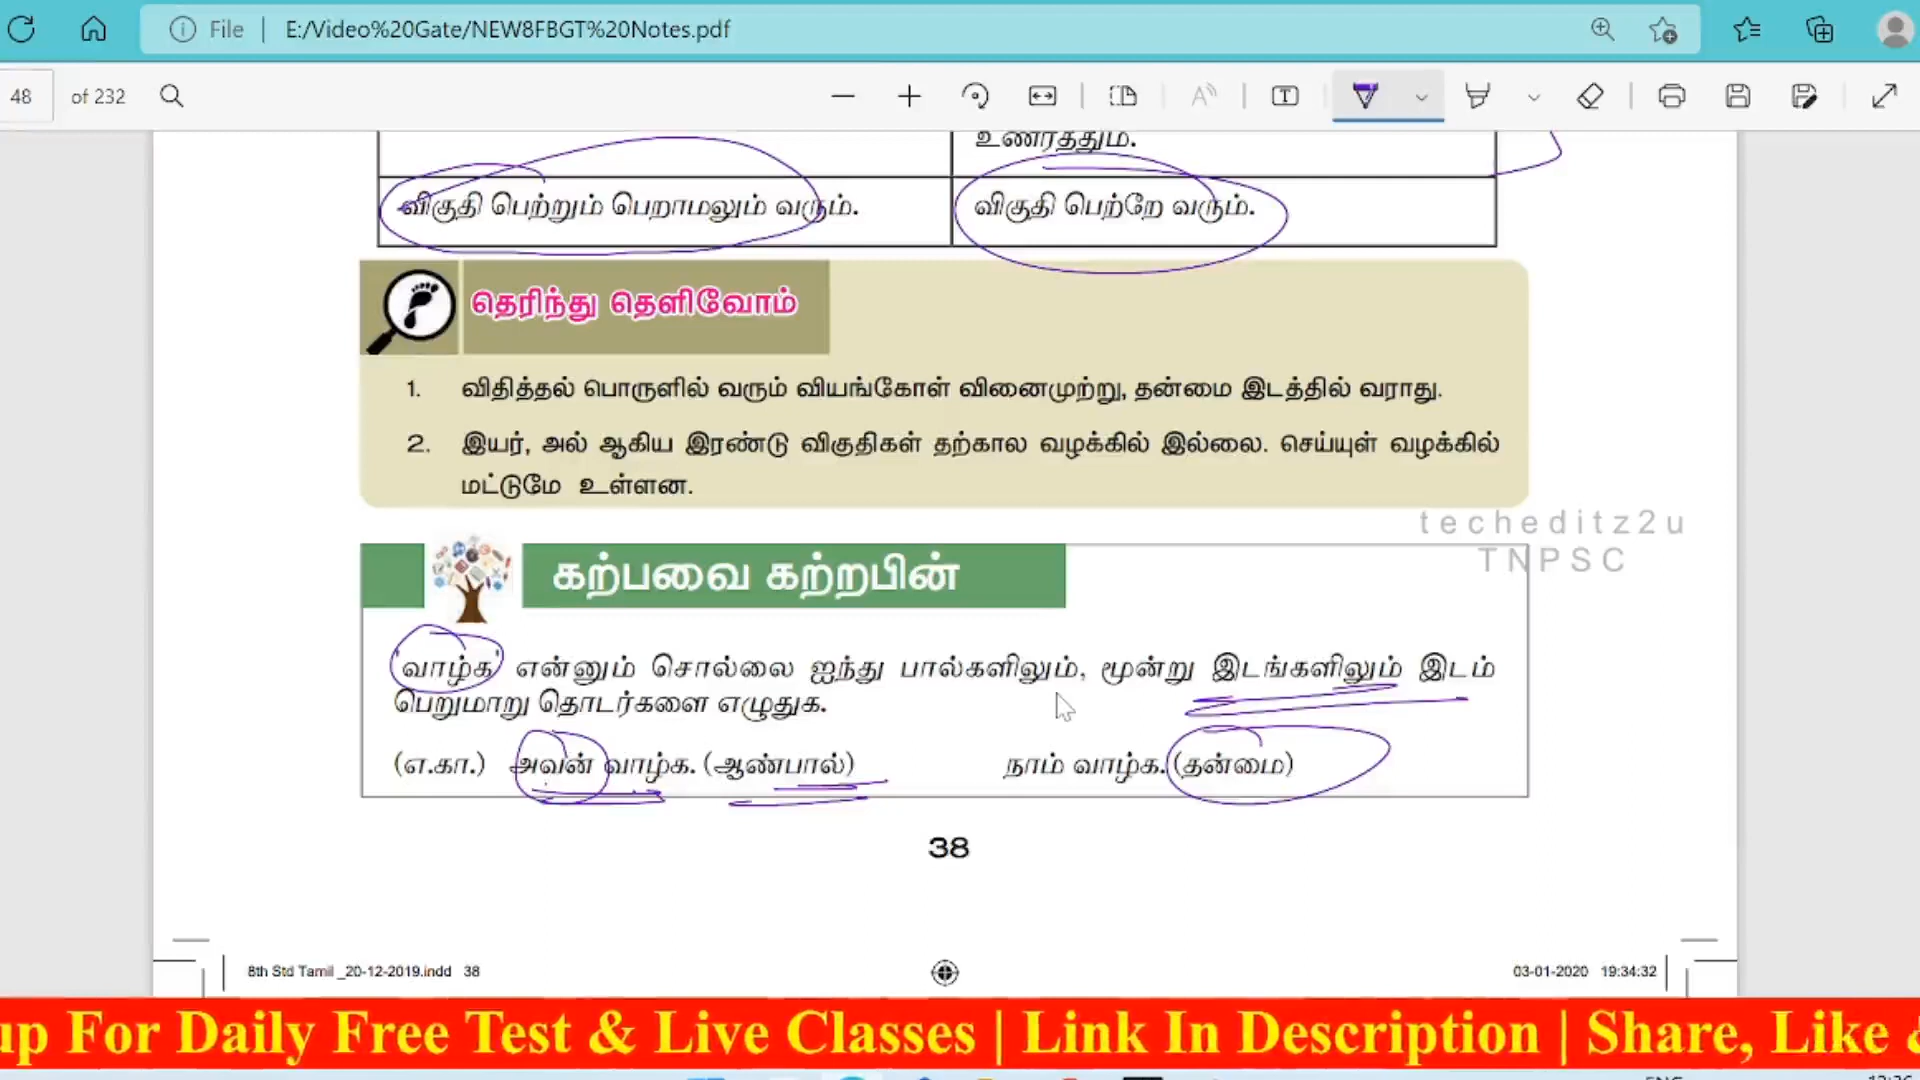 File E:/Video%20Gate/NEW8FBGT%20Notes.pdf
48 of 232
உணர்த்தும்.
விகுதி பெற்றும் பெறாமலும் வரும். விகுதி பெற்றே வரும்.
தெரிந்து தெளிவோம்
1. விதித்தல் பொருளில் வரும் வியங்கோள் வினைமுற்று, தன்மை இடத்தில் வராது.
2. இயர், அல் ஆகிய இரண்டு விகுதிகள் தற்கால வழக்கில் இல்லை. செய்யுள் வழக்கில்
மட்டுமே உள்ளன.
techeditz2u
TNPSC
கற்பவை கற்றபின்
'வாழ்க' என்னும் சொல்லை ஐந்து பால்களிலும், மூன்று இடங்களிலும் இடம்
பெறுமாறு தொடர்களை எழுதுக.
(எ.கா.) அவன் வாழ்க. (ஆண்பால்) நாம் வாழ்க. (தன்மை)
38
8th Std Tamil _20-12-2019.indd 38 03-01-2020 19:34:32
up For Daily Free Test & Live Classes | Link In Description | Share, Like &